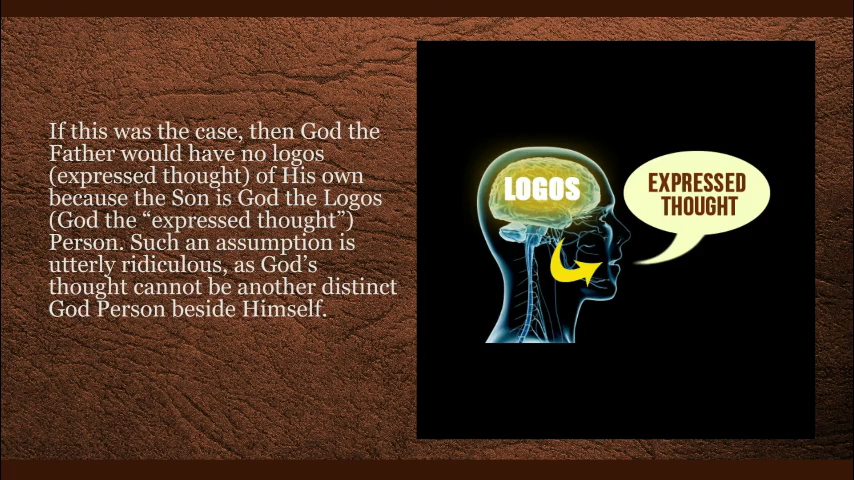 If this was the case, then God the
Father would have no logos
(expressed thought) of His own
because the Son is God the Logos
(God the “expressed thought”)
Person. Such an assumption is
utterly ridiculous, as God’s
thought cannot be another distinct
God Person beside Himself.
LOGOS
EXPRESSED
THOUGHT